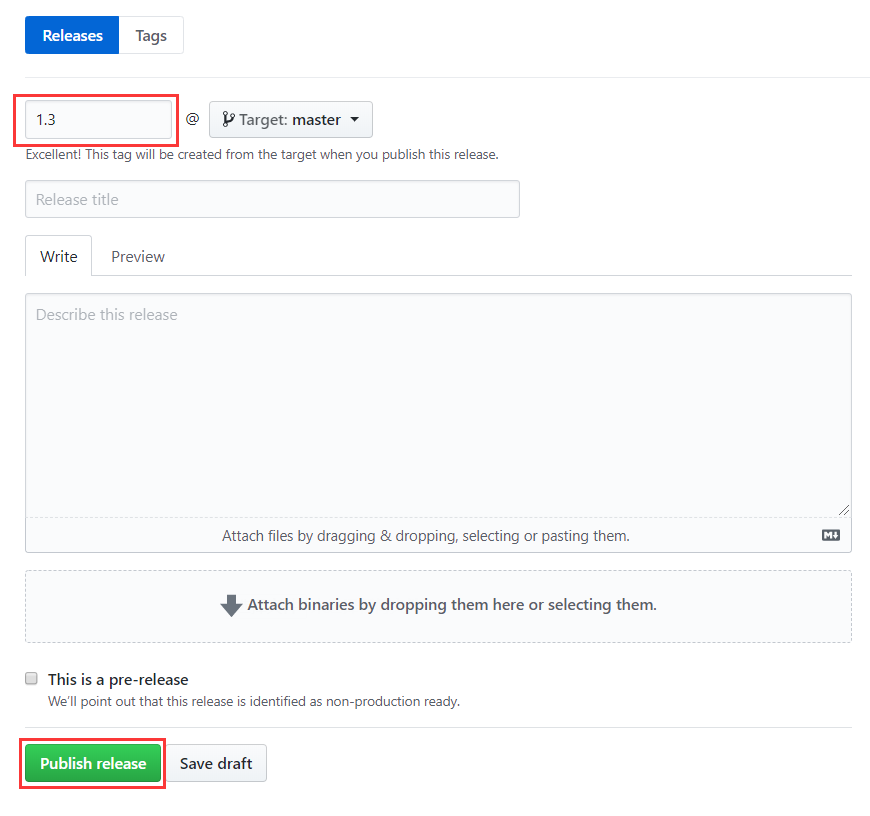 Releases Tags
1.3 @ Target: master
Excellent! This tag will be created from the target when you publish this release.
Release title
Write Preview
Describe this release
Attach files by dragging & dropping, selecting or pasting them.
Attach binaries by dropping them here or selecting them.
This is a pre-release
We'll point out that this release is identified as non-production ready.
Publish release Save draft